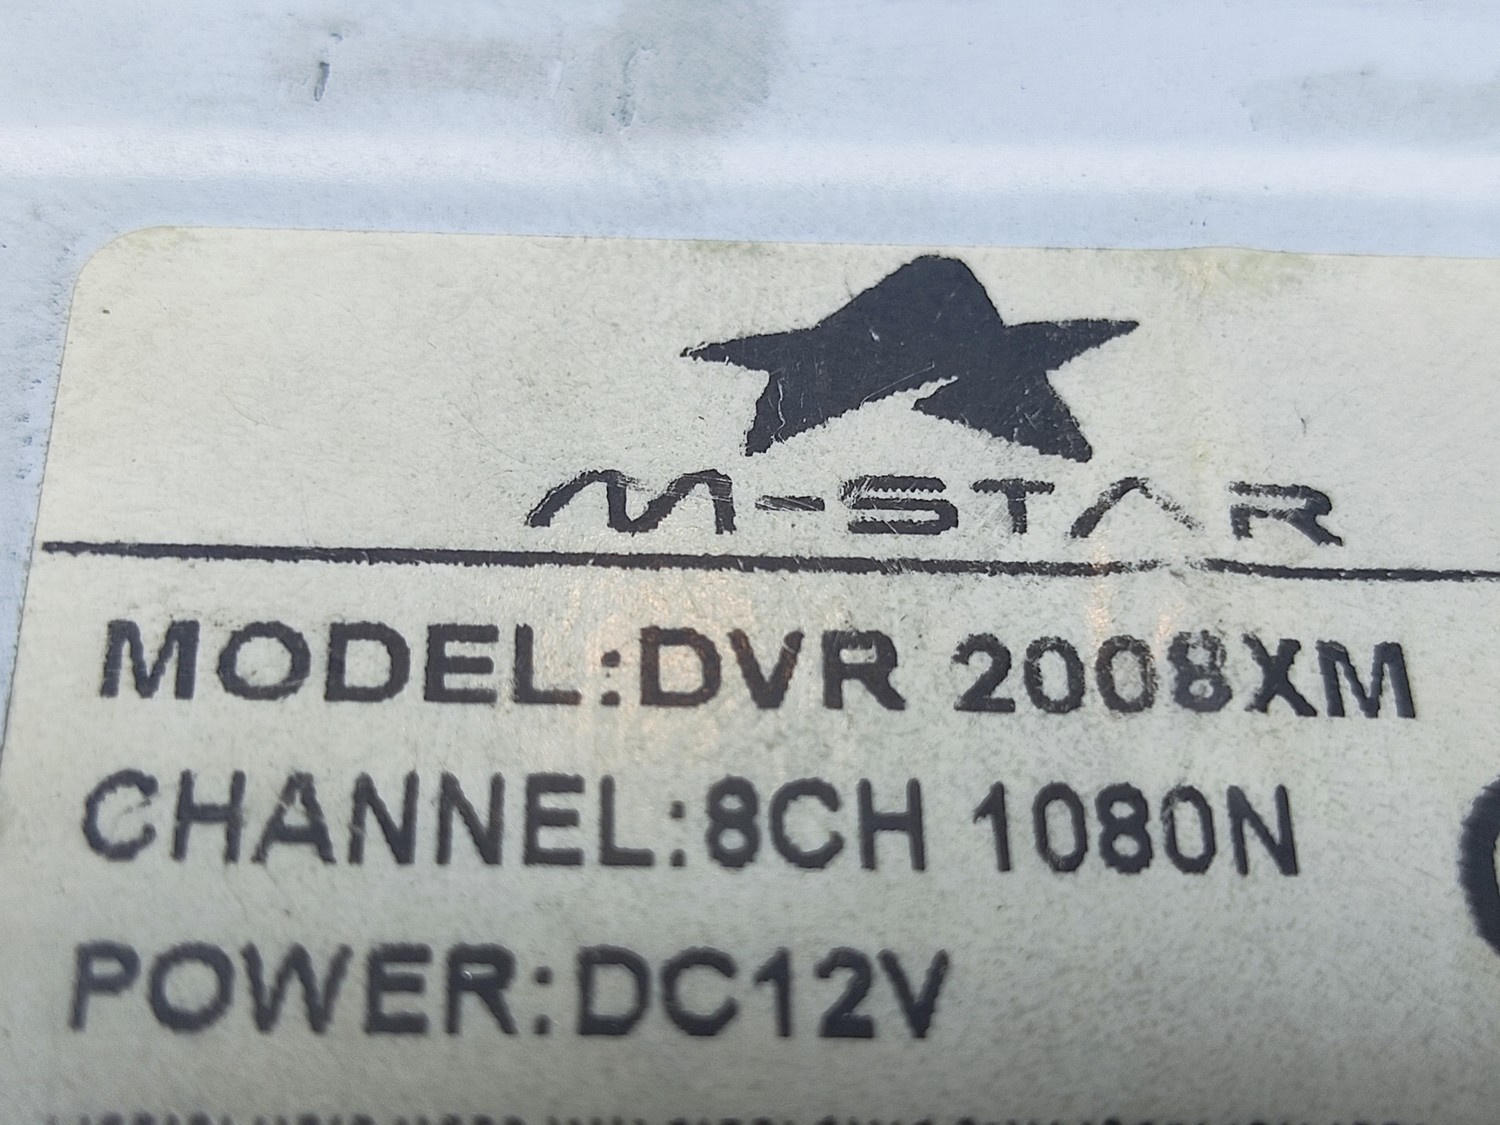 M-STAR
MODEL:DVR 2008XM
CHANNEL:8CH 1080N
POWER:DC12V